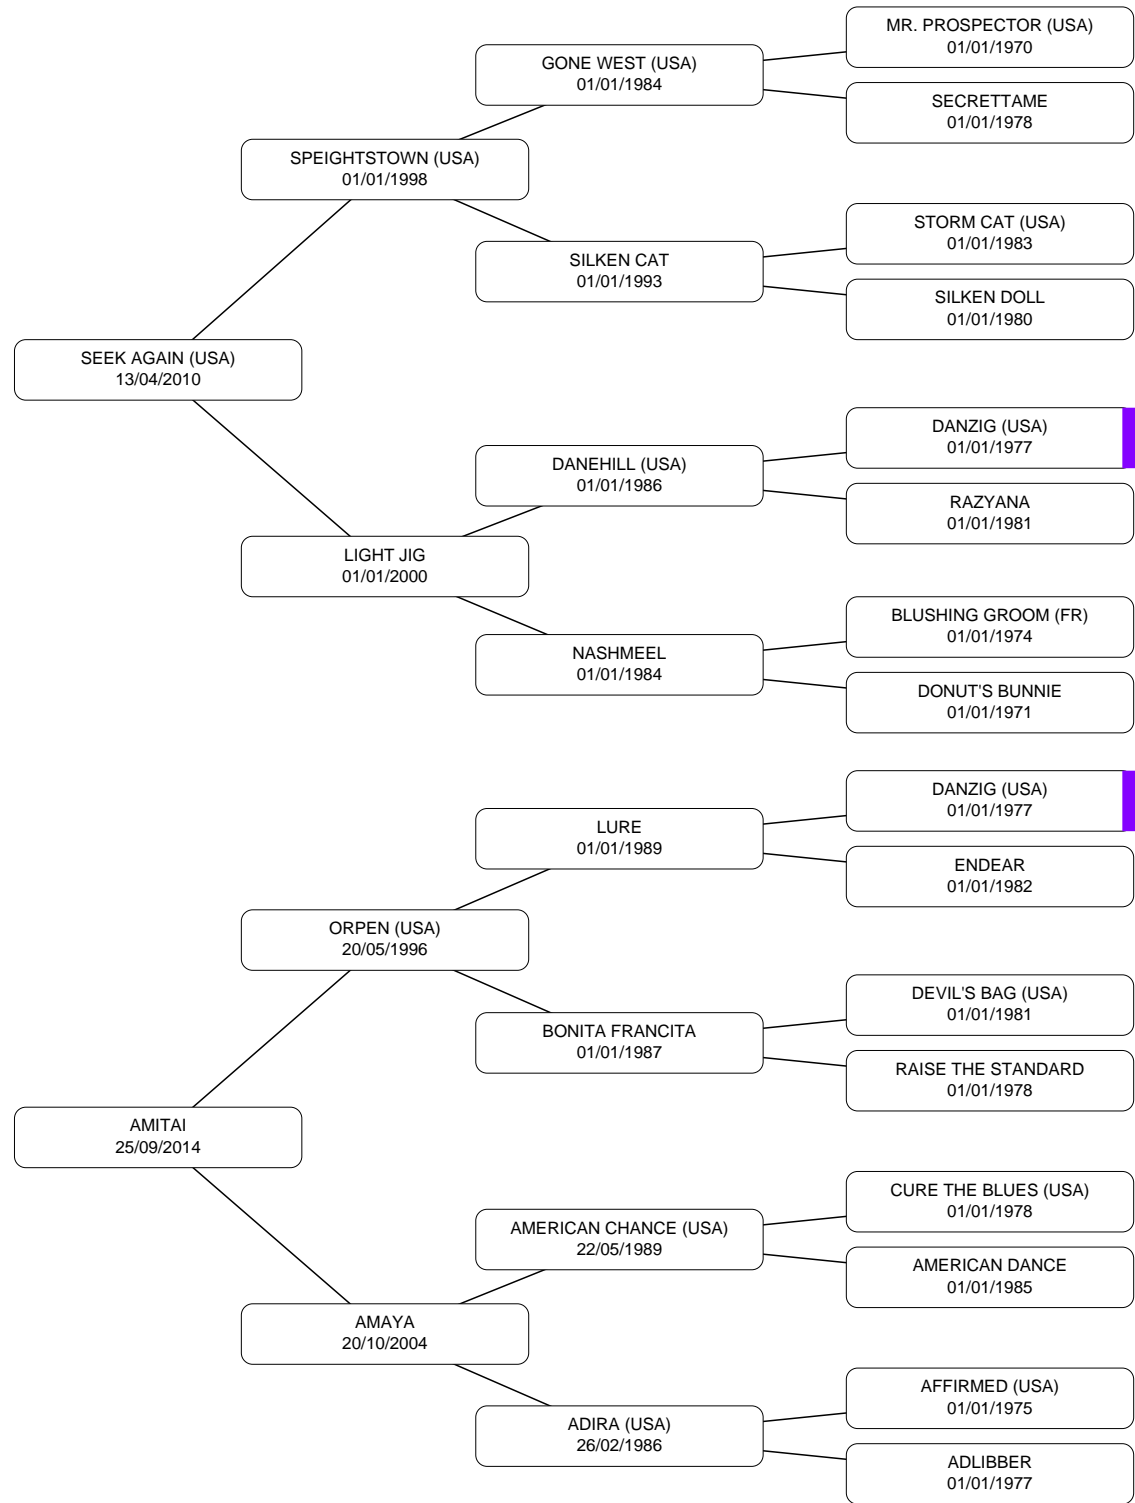 MR. PROSPECTOR (USA)
01/01/1970
GONE WEST (USA)
01/01/1984
SECRETTAME
01/01/1978
SPEIGHTSTOWN (USA)
01/01/1998
STORM CAT (USA)
01/01/1983
SILKEN CAT
01/01/1993
SILKEN DOLL
01/01/1980
SEEK AGAIN (USA)
13/04/2010
DANZIG (USA)
01/01/1977
DANEHILL (USA)
01/01/1986
RAZYANA
01/01/1981
LIGHT JIG
01/01/2000
BLUSHING GROOM (FR)
01/01/1974
NASHMEEL
01/01/1984
DONUT'S BUNNIE
01/01/1971
DANZIG (USA)
01/01/1977
LURE
01/01/1989
ENDEAR
01/01/1982
ORPEN (USA)
20/05/1996
DEVIL'S BAG (USA)
01/01/1981
BONITA FRANCITA
01/01/1987
RAISE THE STANDARD
01/01/1978
AMITAI
25/09/2014
CURE THE BLUES (USA)
01/01/1978
AMERICAN CHANCE (USA)
22/05/1989
AMERICAN DANCE
01/01/1985
AMAYA
20/10/2004
AFFIRMED (USA)
01/01/1975
ADIRA (USA)
26/02/1986
ADLIBBER
01/01/1977